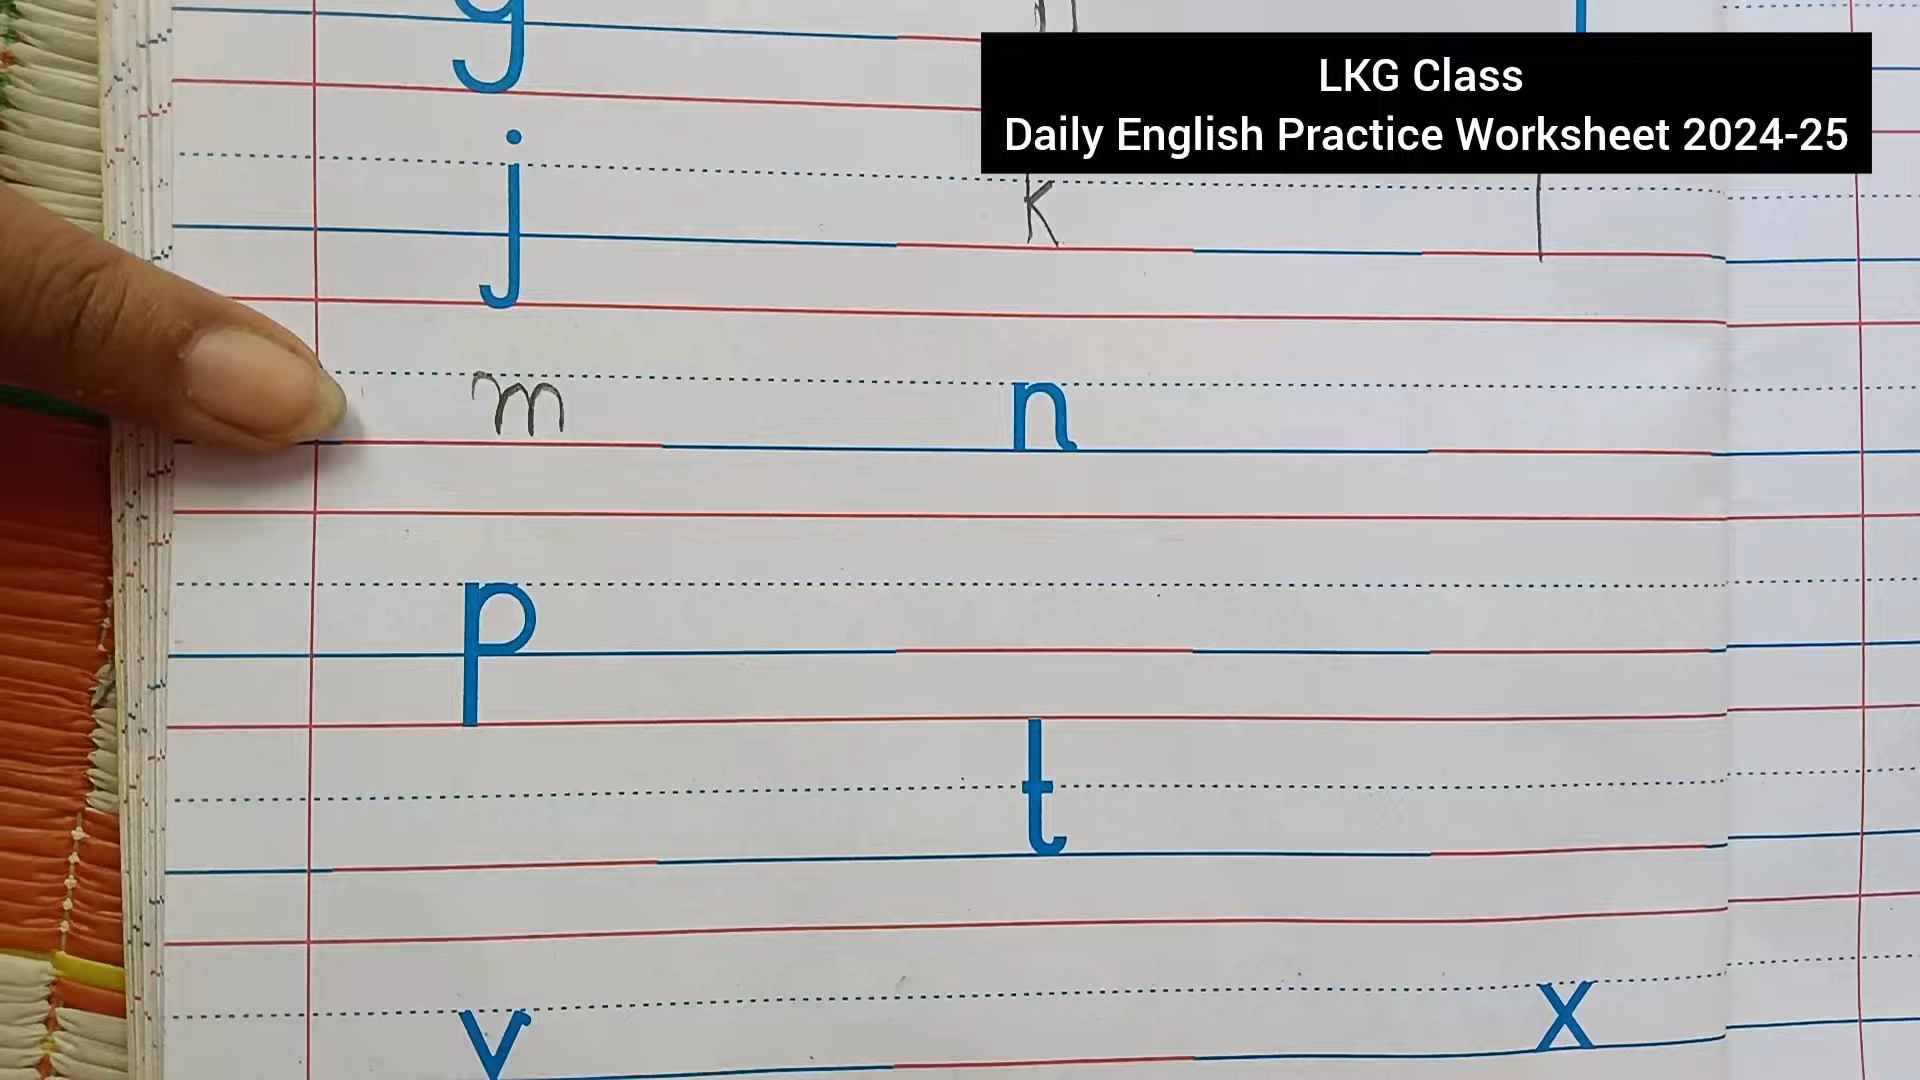 g
LKG Class
Daily English Practice Worksheet 2024-25
j k l
m n
p
t
v x